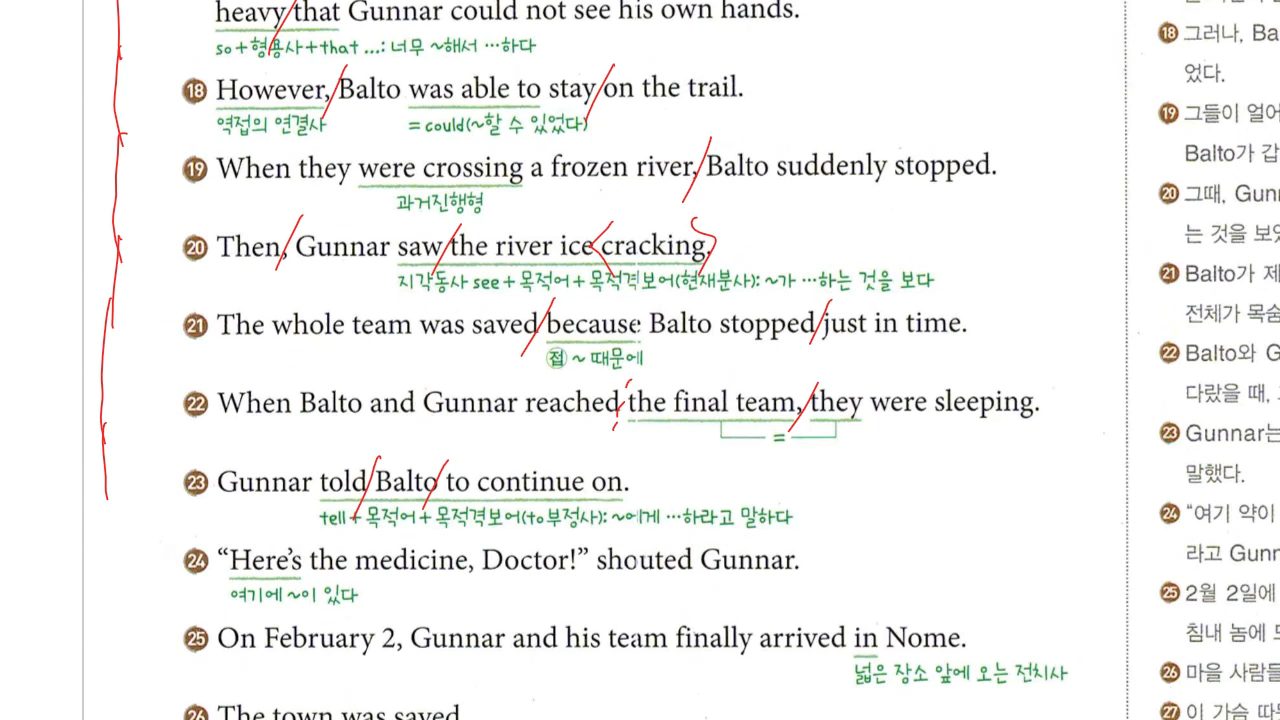 heavy that Gunnar could not see his own hands.
so+형용사+that ...: 너무 ~해서 …하다
18 However, Balto was able to stay on the trail.
역접의 연결사 = could(~할 수 있었다)
19 When they were crossing a frozen river, Balto suddenly stopped.
과거진행형
20 Then, Gunnar saw the river ice cracking.
지각동사 see + 목적어 + 목적격보어(현재분사): ~가 …하는 것을 보다
21 The whole team was saved because Balto stopped just in time.
접 ~ 때문에
22 When Balto and Gunnar reached the final team, they were sleeping.
=
23 Gunnar told Balto to continue on.
tell + 목적어 + 목적격보어(to부정사): ~에게 …하라고 말하다
24 “Here’s the medicine, Doctor!” shouted Gunnar.
여기에 ~이 있다
25 On February 2, Gunnar and his team finally arrived in Nome.
넓은 장소 앞에 오는 전치사
26 The town was saved
18 그러나, Ba
었다.
19 그들이 얼어
Balto가 갑
20 그때, Gun
는 것을 보았
21 Balto가 제
전체가 목숨
22 Balto와 G
다랐을 때,
23 Gunnar는
말했다.
24 “여기 약이
라고 Gun
25 2월 2일에
침내 놈에 도
26 마을 사람들
27 이 가슴 따